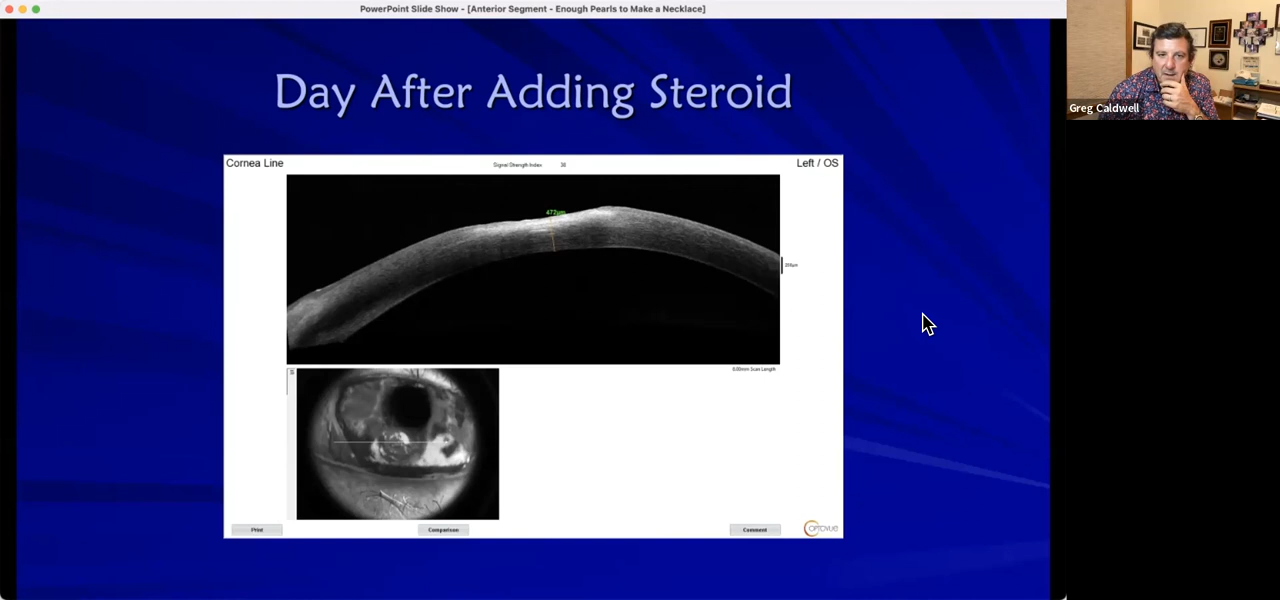 PowerPoint Slide Show - [Anterior Segment - Enough Pearls to Make a Necklace]
Greg Caldwell
Day After Adding Steroid
Cornea Line
Signal Strength Index 38
Left / OS
472µm
8.00mm Scan Length
Print
Comparison
Comment
OPTOVUE